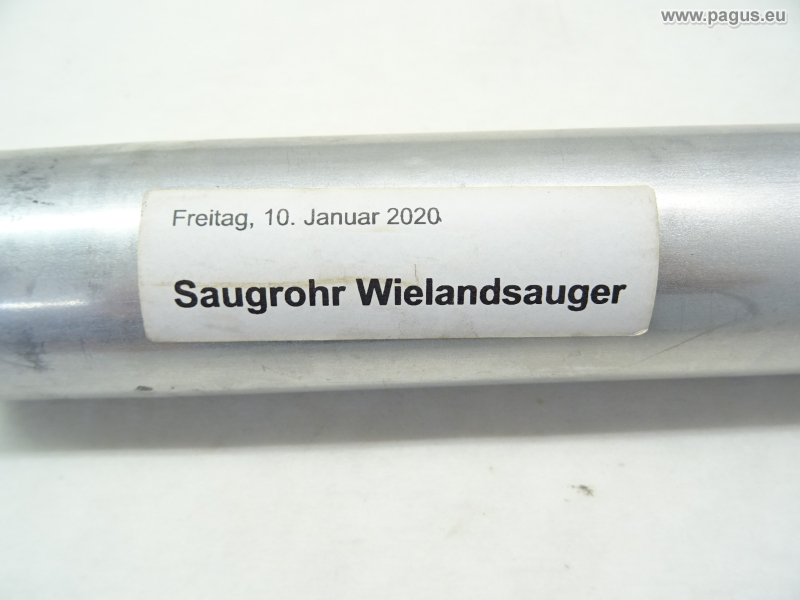 www.pagus.eu
Freitag, 10. Januar 2020
Saugrohr Wielandsauger